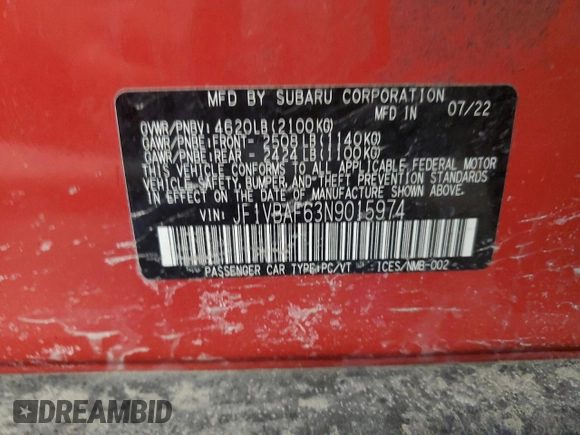 MFD BY SUBARU CORPORATION
MFD IN 07/22
GVWR/PNBV: 4620LB(2100KG)
GAWR/PNBE:FRONT- 2508LB(1140KG)
GAWR/PNBE:REAR - 2424LB(1100KG)
THIS VEHICLE CONFORMS TO ALL APPLICABLE FEDERAL MOTOR
VEHICLE SAFETY, BUMPER, AND THEFT PREVENTION STANDARDS
IN EFFECT ON THE DATE OF MANUFACTURE SHOWN ABOVE.
VIN: JF1VBAF63N9015974
PASSENGER CAR TYPE:PC/VT ICES/NMB-002
DREAMBID